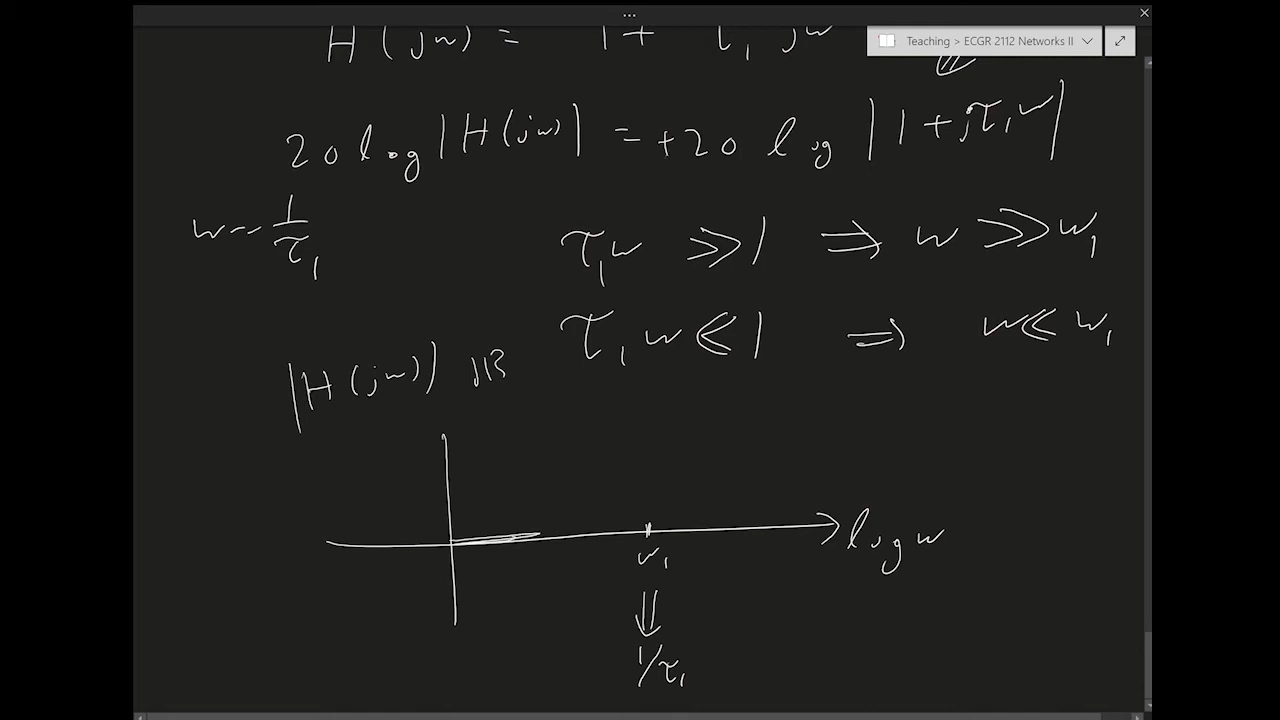 Teaching > ECGR 2112 Networks II
H(jw) = 1 + τ₁ jw
20 log |H(jw)| = +20 log |1 + jτ₁w|
w -- 1/τ₁
τ₁w ≫ 1 ⇒ w ≫ w₁
τ₁w ≪ 1 ⇒ w ≪ w₁
|H(jw)| dB
log w
w₁
⇓
1/τ₁